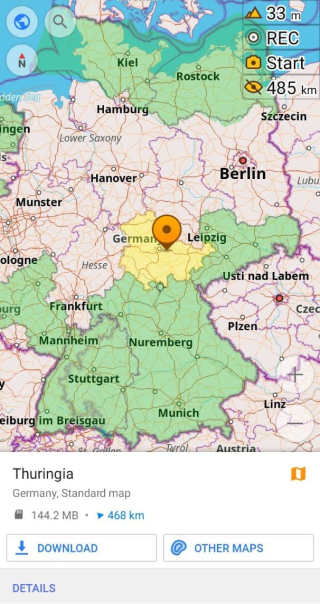 33 m
N
REC
Kiel
Rostock
Start
485 km
Hamburg
Szczecin
ingen
Lower Saxony
Hanover
Berlin
Munster
German
Leipzig
ologne
Hesse
Usti nad Labem
Frankfurt
Czec
Plzen
Mannheim
Nuremberg
Stuttgart
Linz
Munich
eiburg im Breisgau
Tyrol
Austria
Thuringia
Germany, Standard map
144.2 MB • 468 km
DOWNLOAD
OTHER MAPS
DETAILS